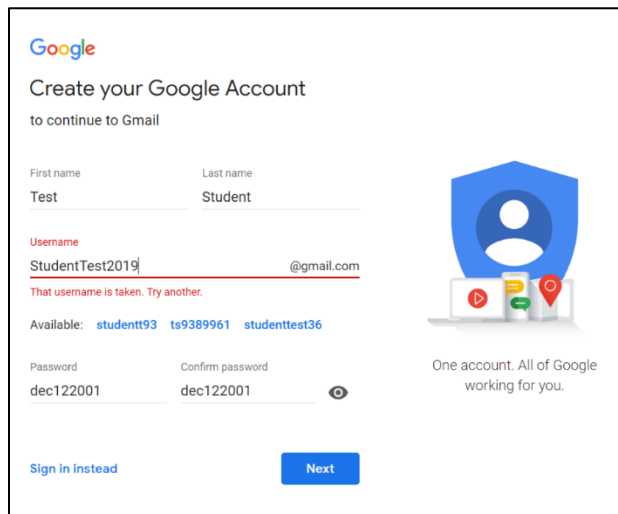 Google
Create your Google Account
to continue to Gmail
First name Last name
Test Student
Username
StudentTest2019 @gmail.com
That username is taken. Try another.
Available: studentt93 ts9389961 studenttest36
Password Confirm password
dec122001 dec122001
One account. All of Google
working for you.
Sign in instead Next